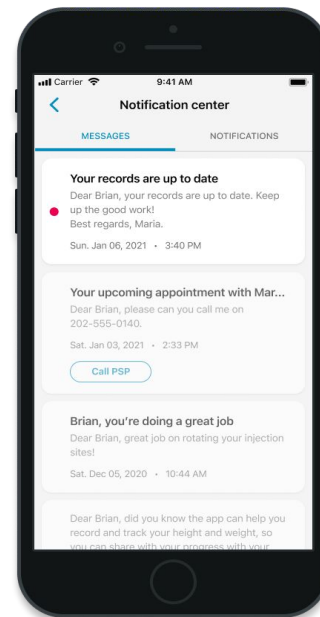 Carrier 9:41 AM
Notification center
MESSAGES NOTIFICATIONS
Your records are up to date
Dear Brian, your records are up to date. Keep
up the good work!
Best regards, Maria.
Sun. Jan 06, 2021 • 3:40 PM
Your upcoming appointment with Mar...
Dear Brian, please can you call me on
202-555-0140.
Sat. Jan 03, 2021 • 2:33 PM
Call PSP
Brian, you're doing a great job
Dear Brian, great job on rotating your injection
sites!
Sat. Dec 05, 2020 • 10:44 AM
Dear Brian, did you know the app can help you
record and track your height and weight, so
you can share with your progress with your